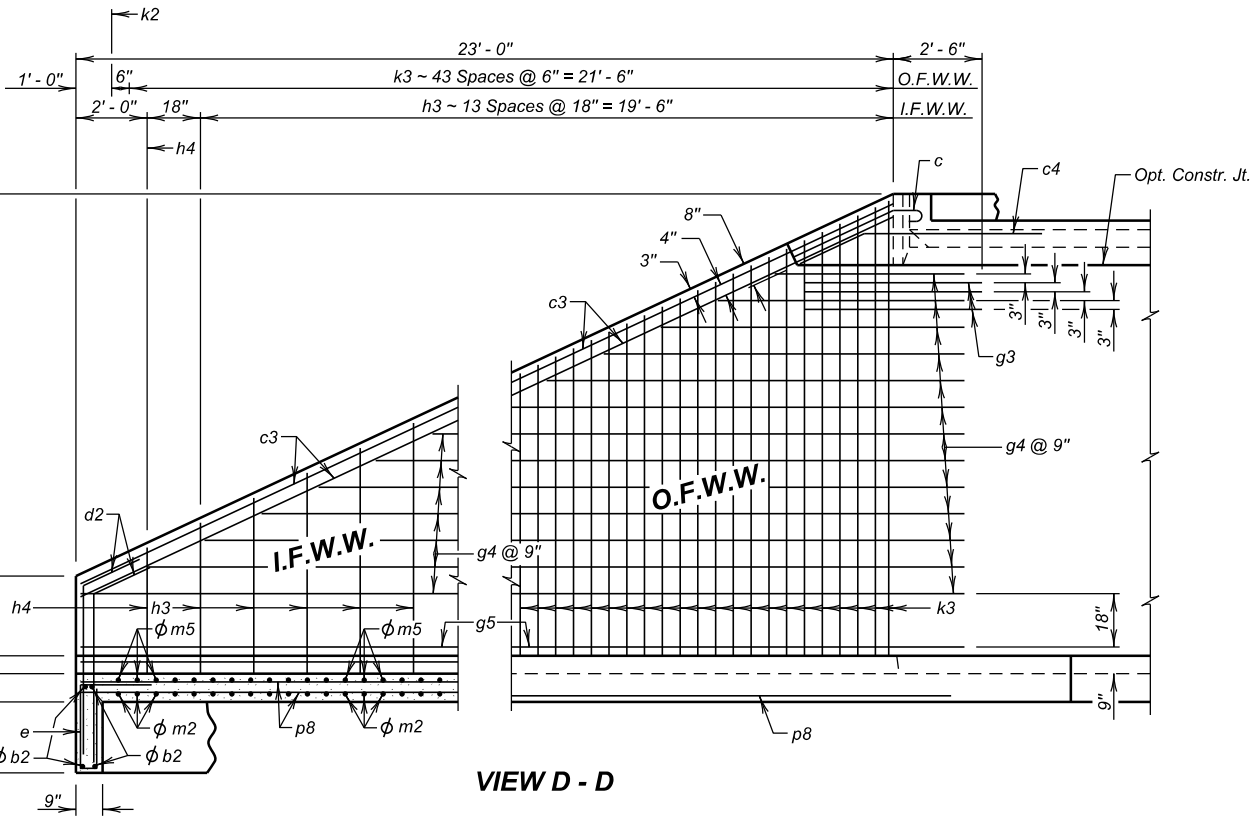 k2
23' - 0"
2' - 6"
1' - 0"
6"
k3 ~ 43 Spaces @ 6" = 21' - 6"
O.F.W.W.
2' - 0"
18"
h3 ~ 13 Spaces @ 18" = 19' - 6"
I.F.W.W.
h4
c
c4
Opt. Constr. Jt.
8"
4"
3"
c3
3"
3"
3"
3"
g3
c3
g4 @ 9"
O.F.W.W.
d2
I.F.W.W.
g4 @ 9"
h4
h3
k3
18"
ϕ m5
ϕ m5
g5
9"
e
ϕ m2
p8
ϕ m2
p8
ϕ b2
ϕ b2
VIEW D - D
9"